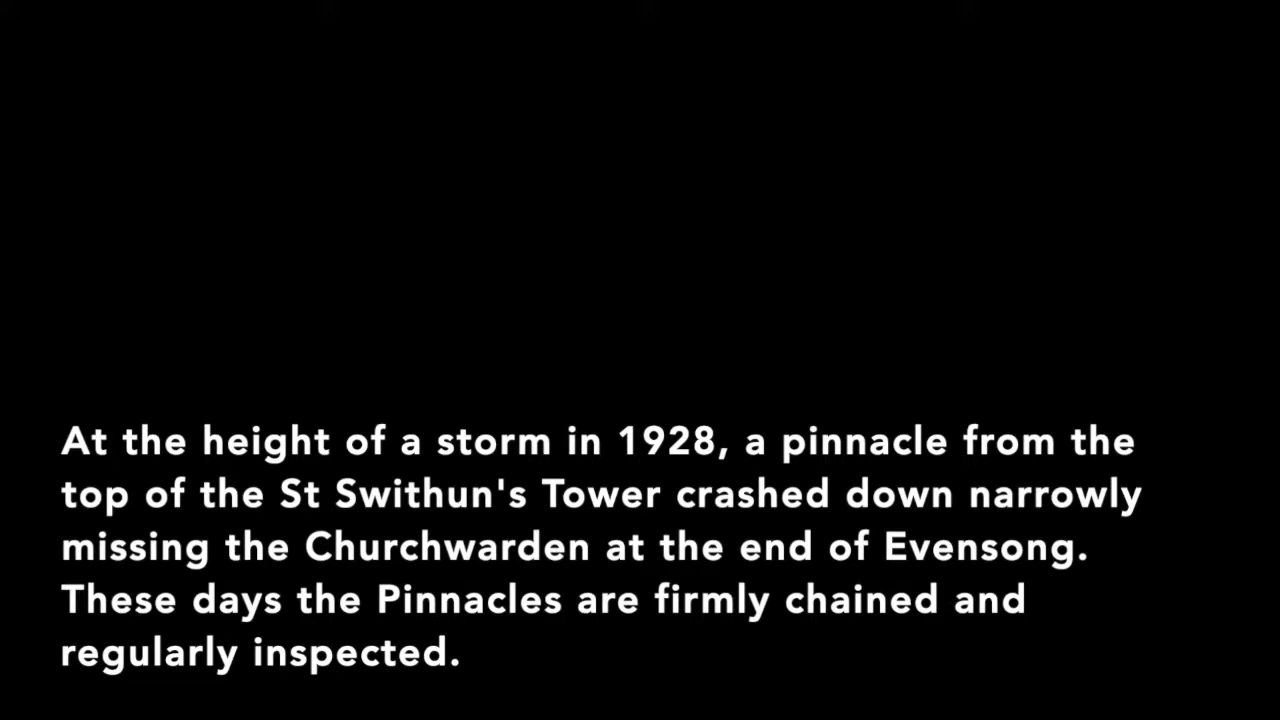 At the height of a storm in 1928, a pinnacle from the
top of the St Swithun's Tower crashed down narrowly
missing the Churchwarden at the end of Evensong.
These days the Pinnacles are firmly chained and
regularly inspected.